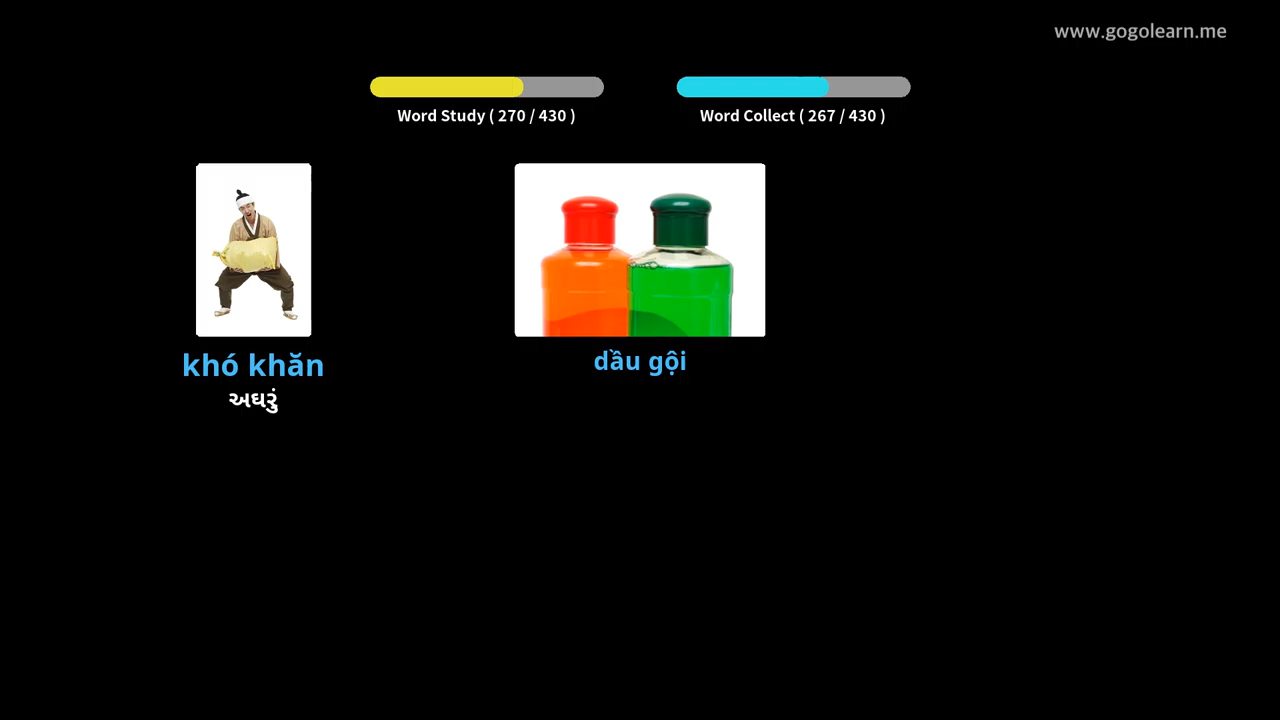 www.gogolearn.me
Word Study ( 270 / 430 )
Word Collect ( 267 / 430 )
khó khăn
અઘરું
dầu gội